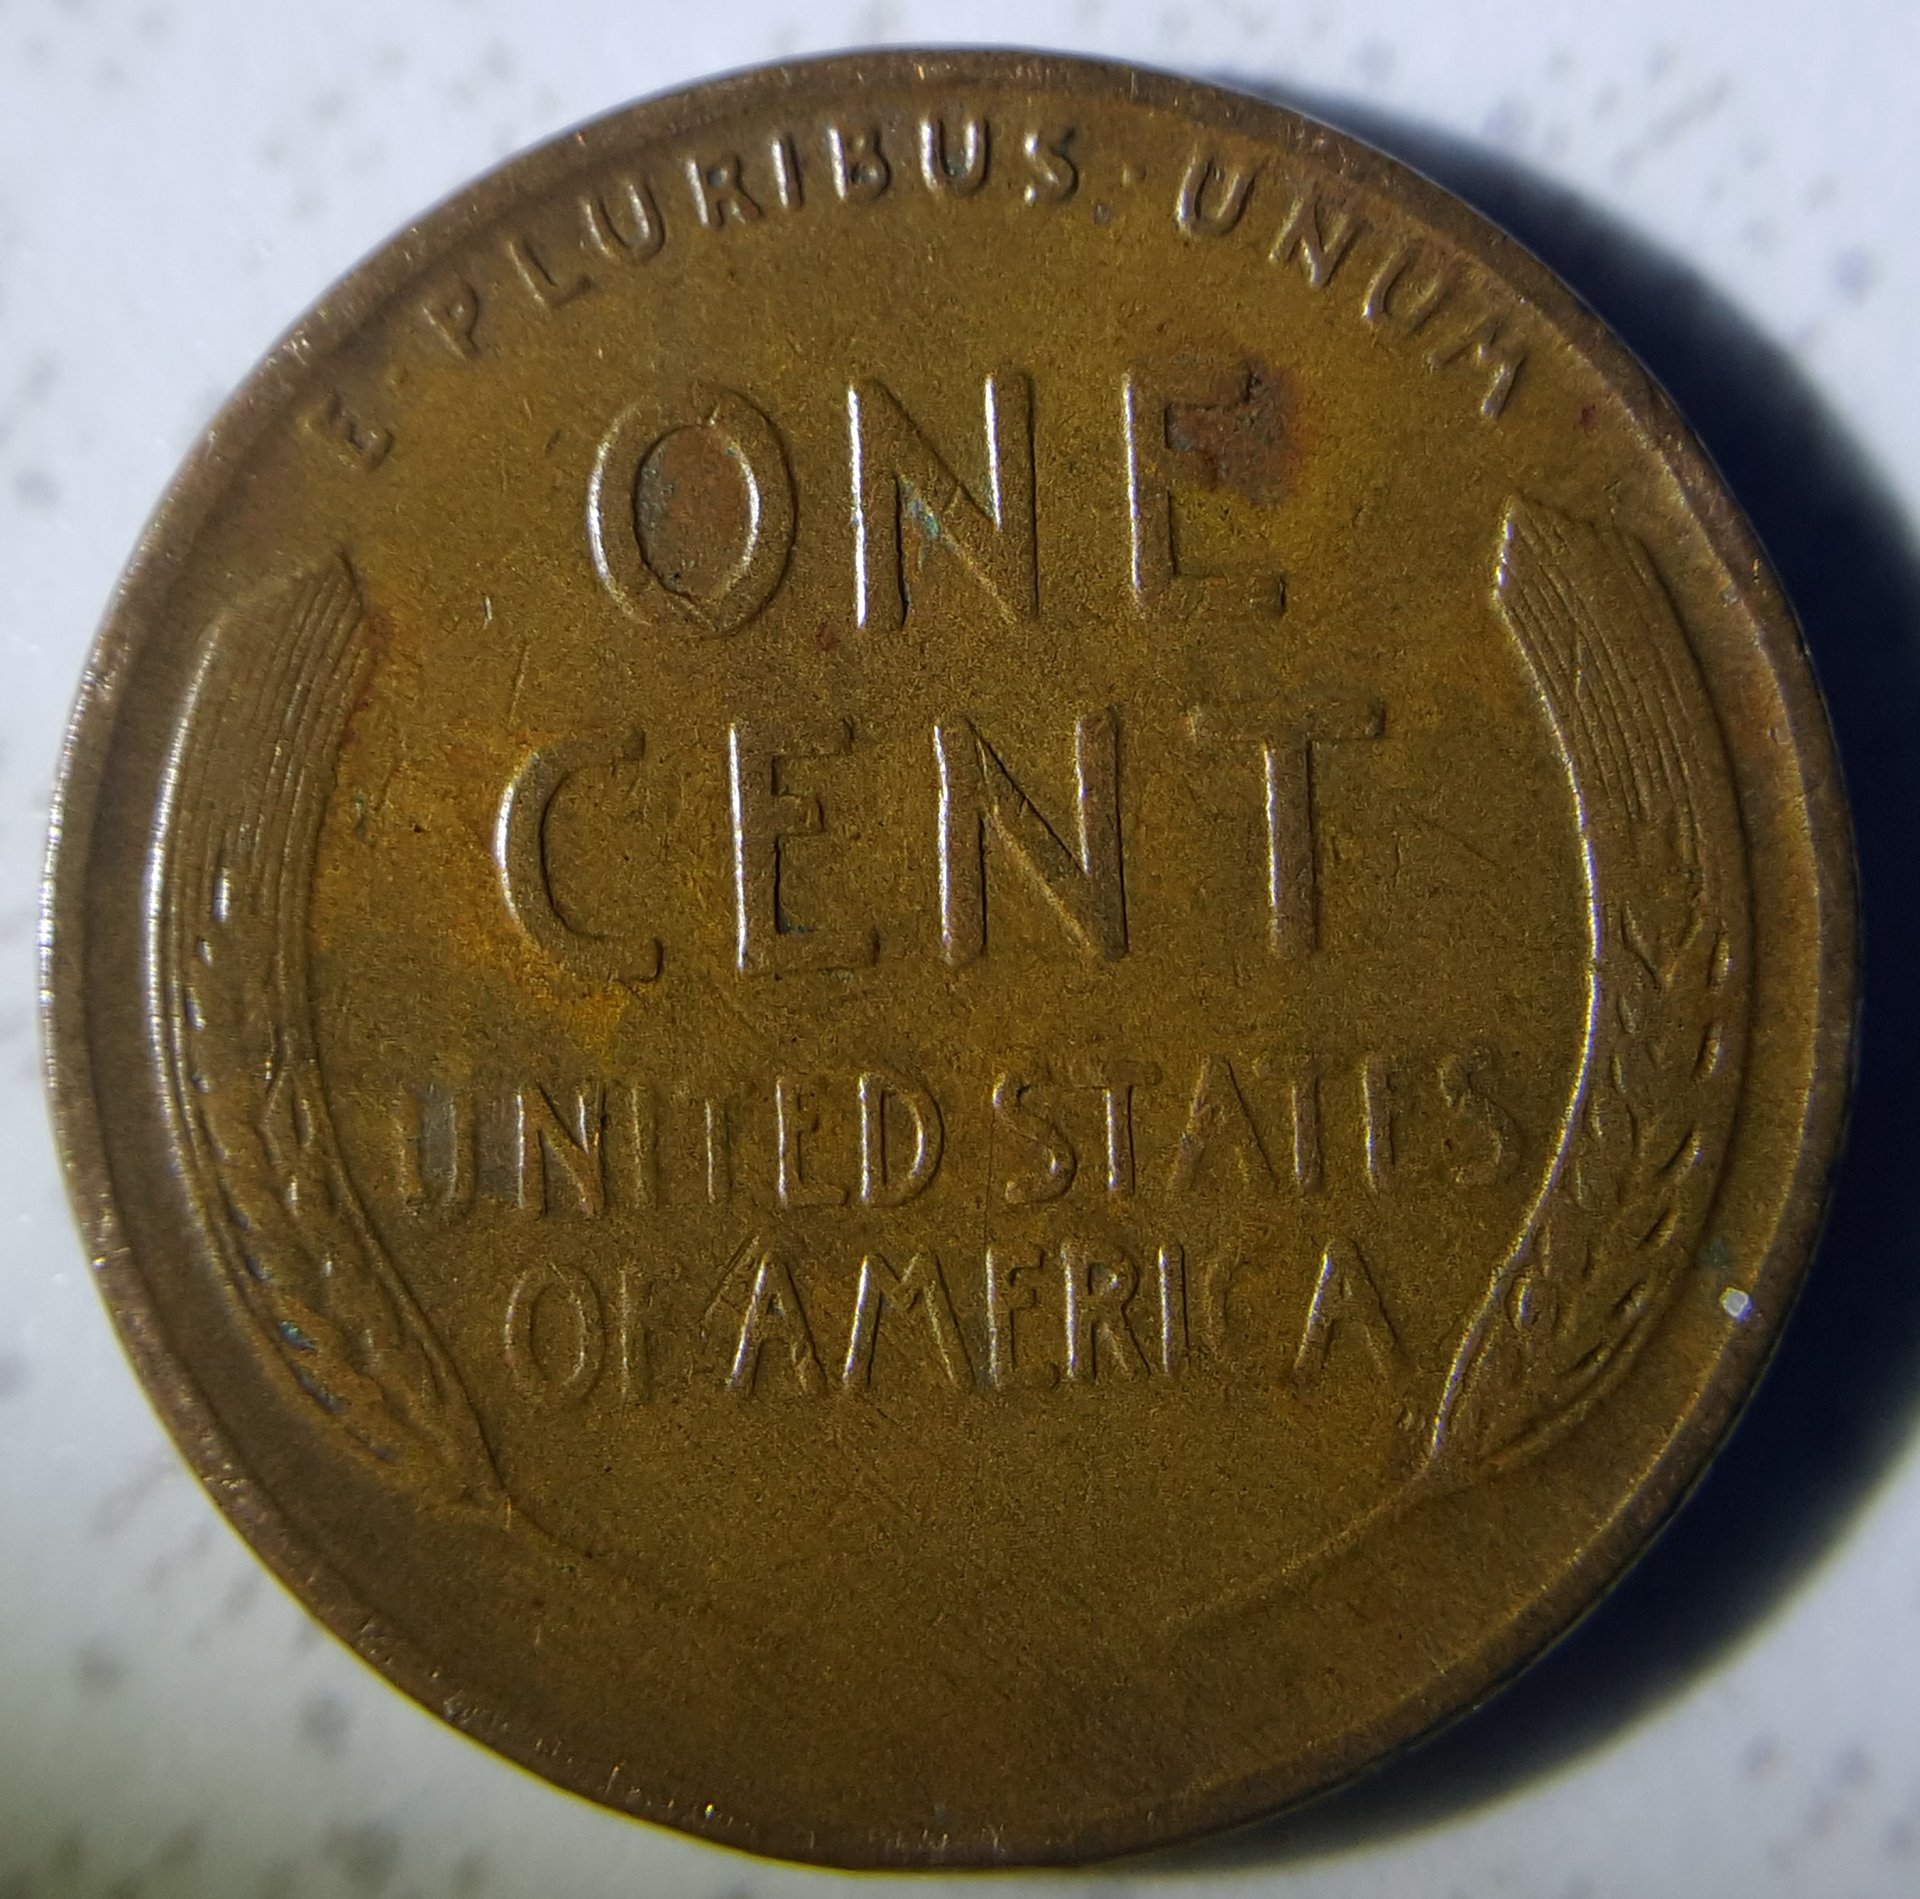 E·PLURIBUS·UNUM
ONE
CENT
UNITED STATES
OF AMERICA